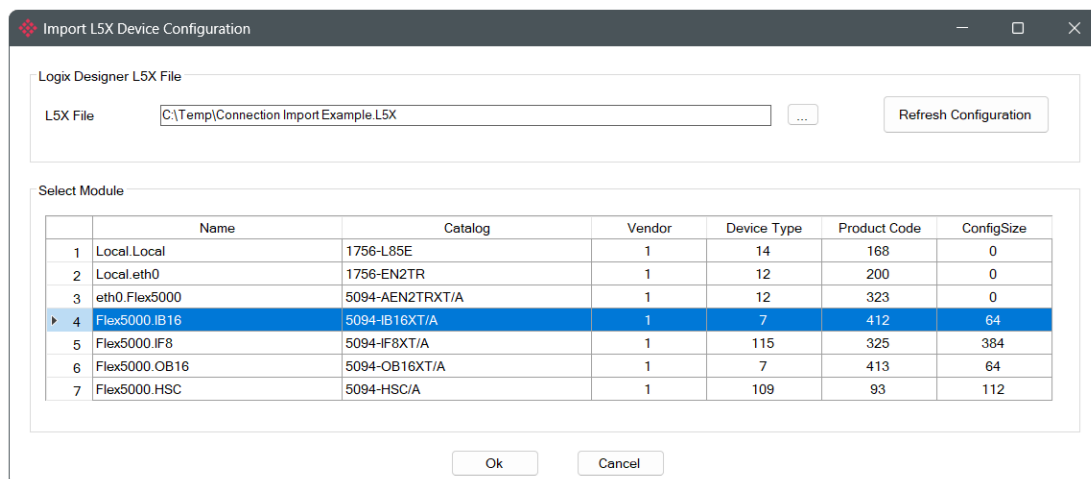 Import L5X Device Configuration
Logix Designer L5X File
L5X File C:\Temp\Connection Import Example.L5X ... Refresh Configuration
Select Module
Name Catalog Vendor Device Type Product Code ConfigSize
1 Local.Local 1756-L85E 1 14 168 0
2 Local.eth0 1756-EN2TR 1 12 200 0
3 eth0.Flex5000 5094-AEN2TRXT/A 1 12 323 0
4 Flex5000.IB16 5094-IB16XT/A 1 7 412 64
5 Flex5000.IF8 5094-IF8XT/A 1 115 325 384
6 Flex5000.OB16 5094-OB16XT/A 1 7 413 64
7 Flex5000.HSC 5094-HSC/A 1 109 93 112
Ok Cancel